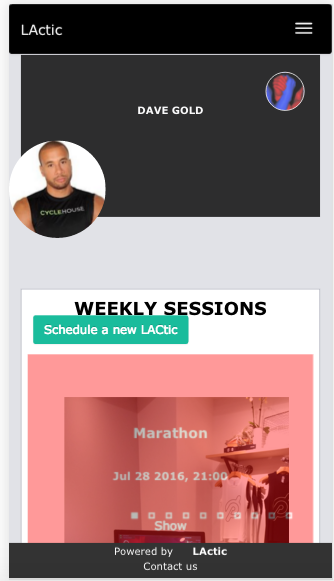 LActic
DAVE GOLD
CYCLEHOUSE
WEEKLY SESSIONS
Schedule a new LACtic
Marathon
Jul 28 2016, 21:00
Show
Powered by LActic
Contact us